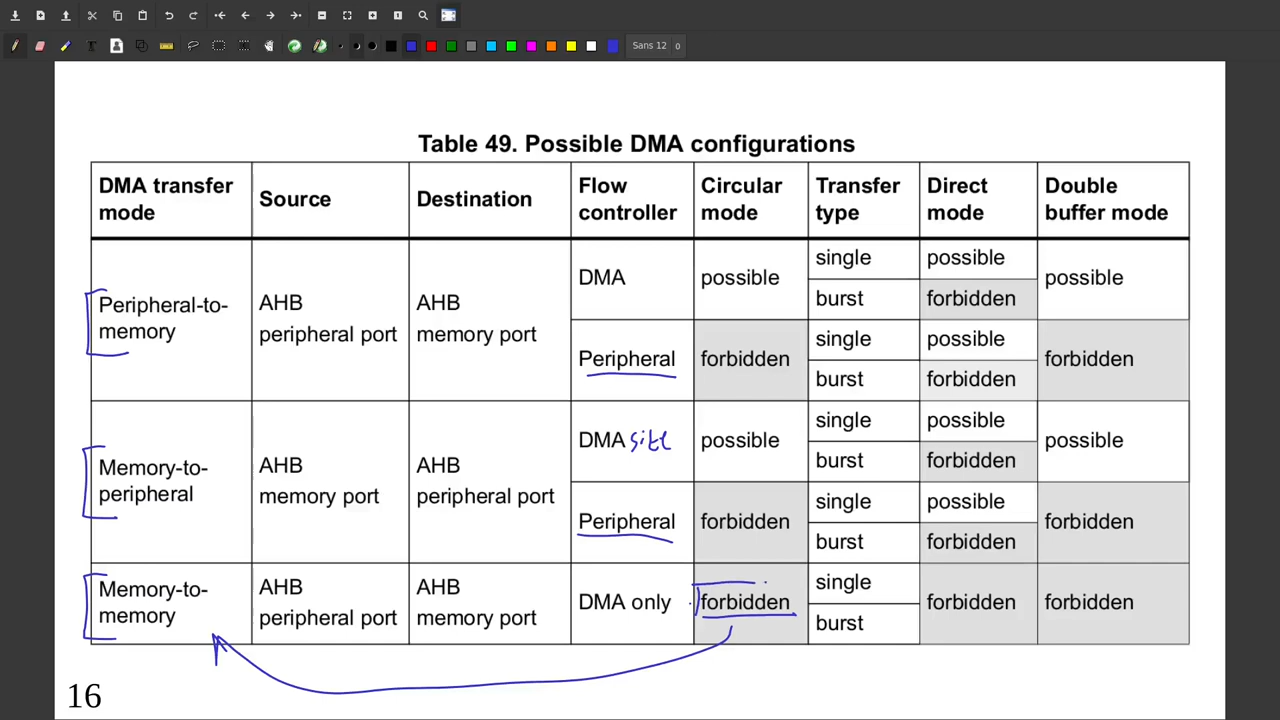 Sans 12
0
Table 49. Possible DMA configurations
DMA transfer
mode
Source
Destination
Flow
controller
Circular
mode
Transfer
type
Direct
mode
Double
buffer mode
Peripheral-to-
memory
AHB
peripheral port
AHB
memory port
DMA
possible
single
possible
possible
burst
forbidden
Peripheral
forbidden
single
possible
forbidden
burst
forbidden
Memory-to-
peripheral
AHB
memory port
AHB
peripheral port
DMA
possible
single
possible
possible
burst
forbidden
Peripheral
forbidden
single
possible
forbidden
burst
forbidden
Memory-to-
memory
AHB
peripheral port
AHB
memory port
DMA only
forbidden
single
burst
forbidden
forbidden
16